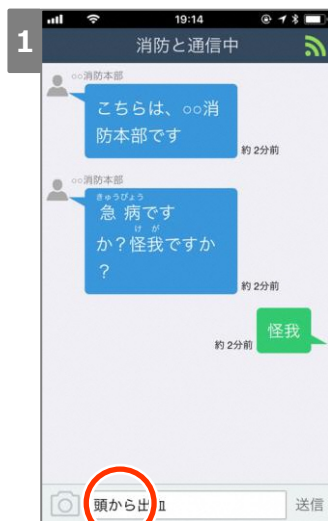 1
19:14
消防と通信中
○○消防本部
こちらは、○○消
防本部です
約 2分前
○○消防本部
きゅうびょう
急病です
けが
か？怪我ですか
？
約 2分前
怪我
約 2分前
頭から出血
送信